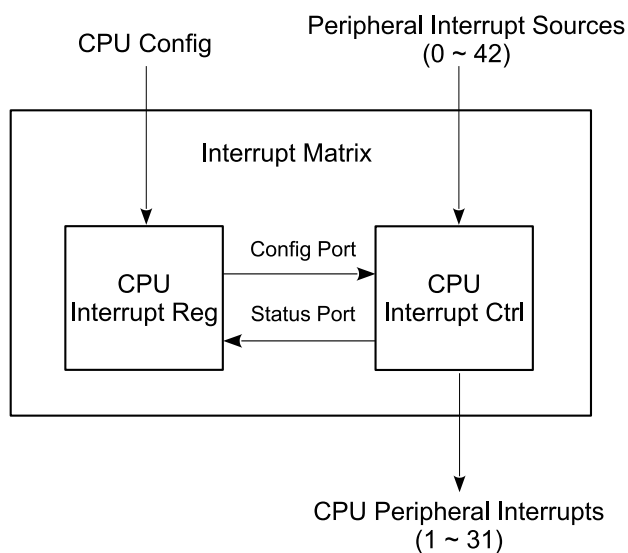 CPU Config
Peripheral Interrupt Sources
(0 ~ 42)
Interrupt Matrix
CPU
Interrupt Reg
Config Port
Status Port
CPU
Interrupt Ctrl
CPU Peripheral Interrupts
(1 ~ 31)